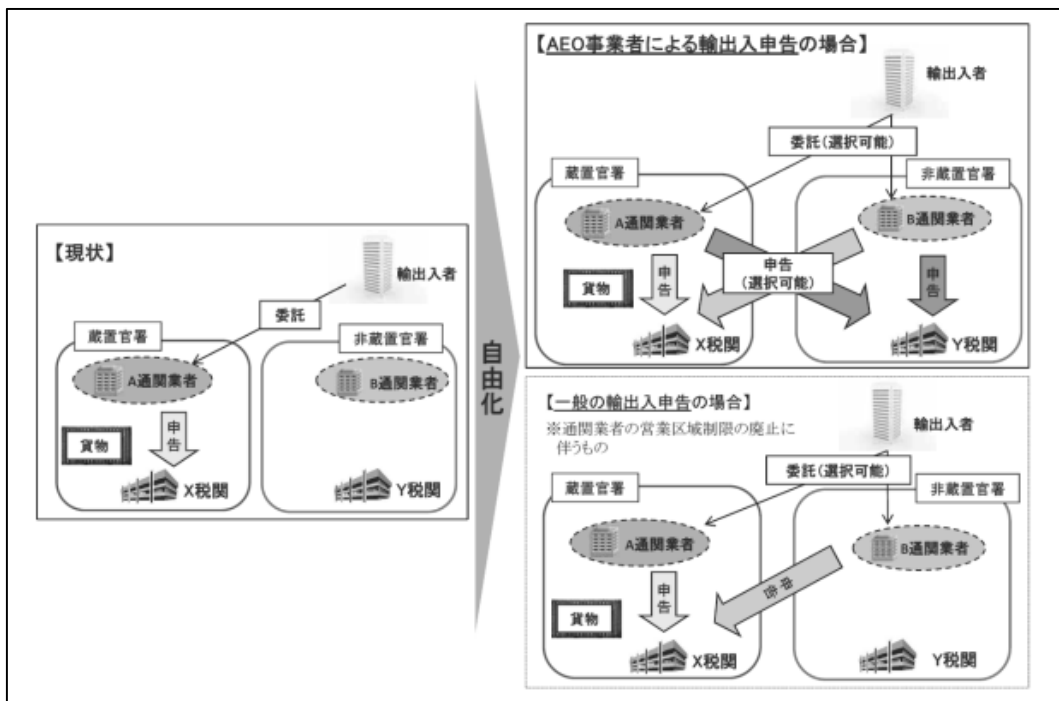 【現状】
輸出入者
委託
蔵置官署
非蔵置官署
A通関業者
B通関業者
貨物
申告
X税関
Y税関
自由化
【AEO事業者による輸出入申告の場合】
輸出入者
委託(選択可能)
蔵置官署
非蔵置官署
A通関業者
B通関業者
貨物
申告
申告
(選択可能)
申告
X税関
Y税関
【一般の輸出入申告の場合】
※通関業者の営業区域制限の廃止に
伴うもの
輸出入者
委託(選択可能)
蔵置官署
非蔵置官署
A通関業者
B通関業者
貨物
申告
申告
X税関
Y税関